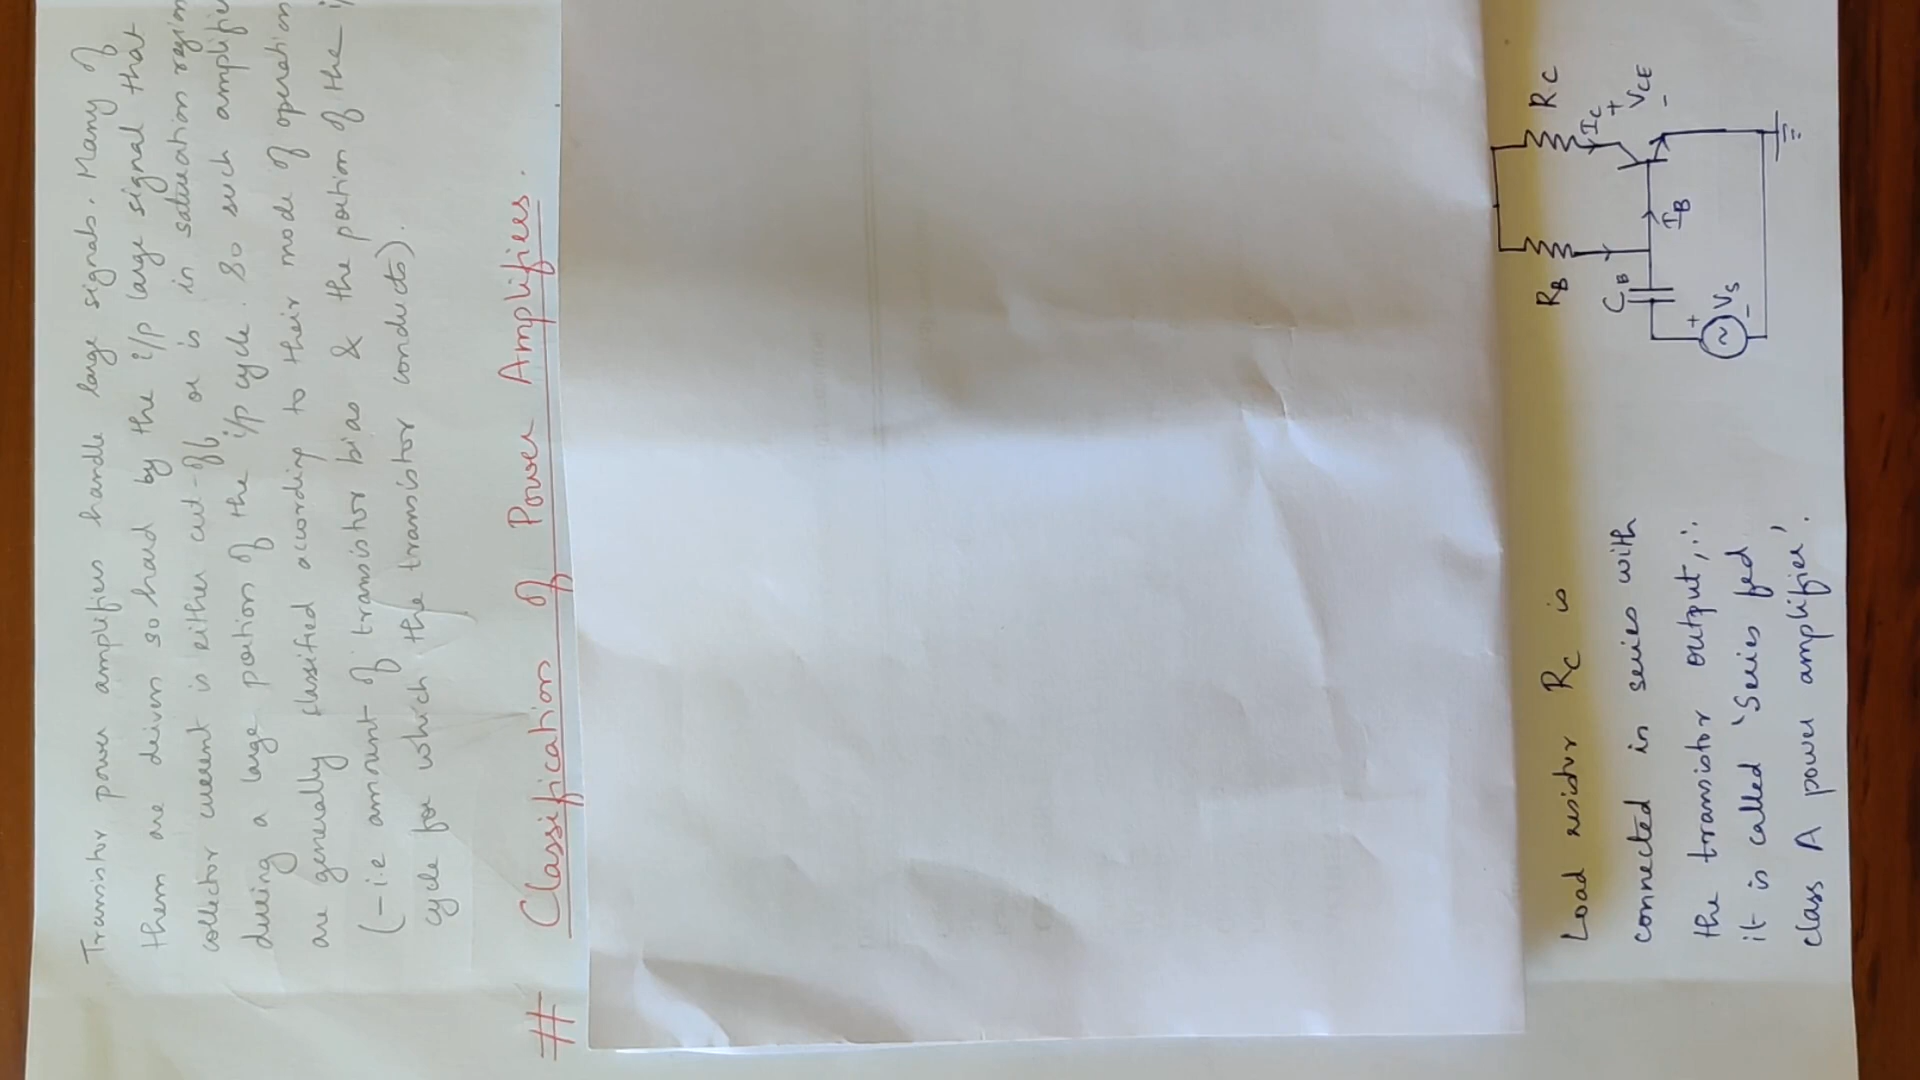 Transistor power amplifiers handle large signals. Many of
them are driven so hard by the i/p large signal that
collector current is either cut-off or is in saturation region
during a large portion of the i/p cycle. So such amplifie
are generally classified according to their mode of operation
(-i.e amount of transistor bias & the portion of the i/
cycle for which the transistor conducts).
# Classification of Power Amplifiers.
RB
RC
CB
IC
+
VCE
-
IB
+
VS
-
~
Load resistor RC is
connected in series with
the transistor output, ∴
it is called 'Series fed
class A power amplifier'.